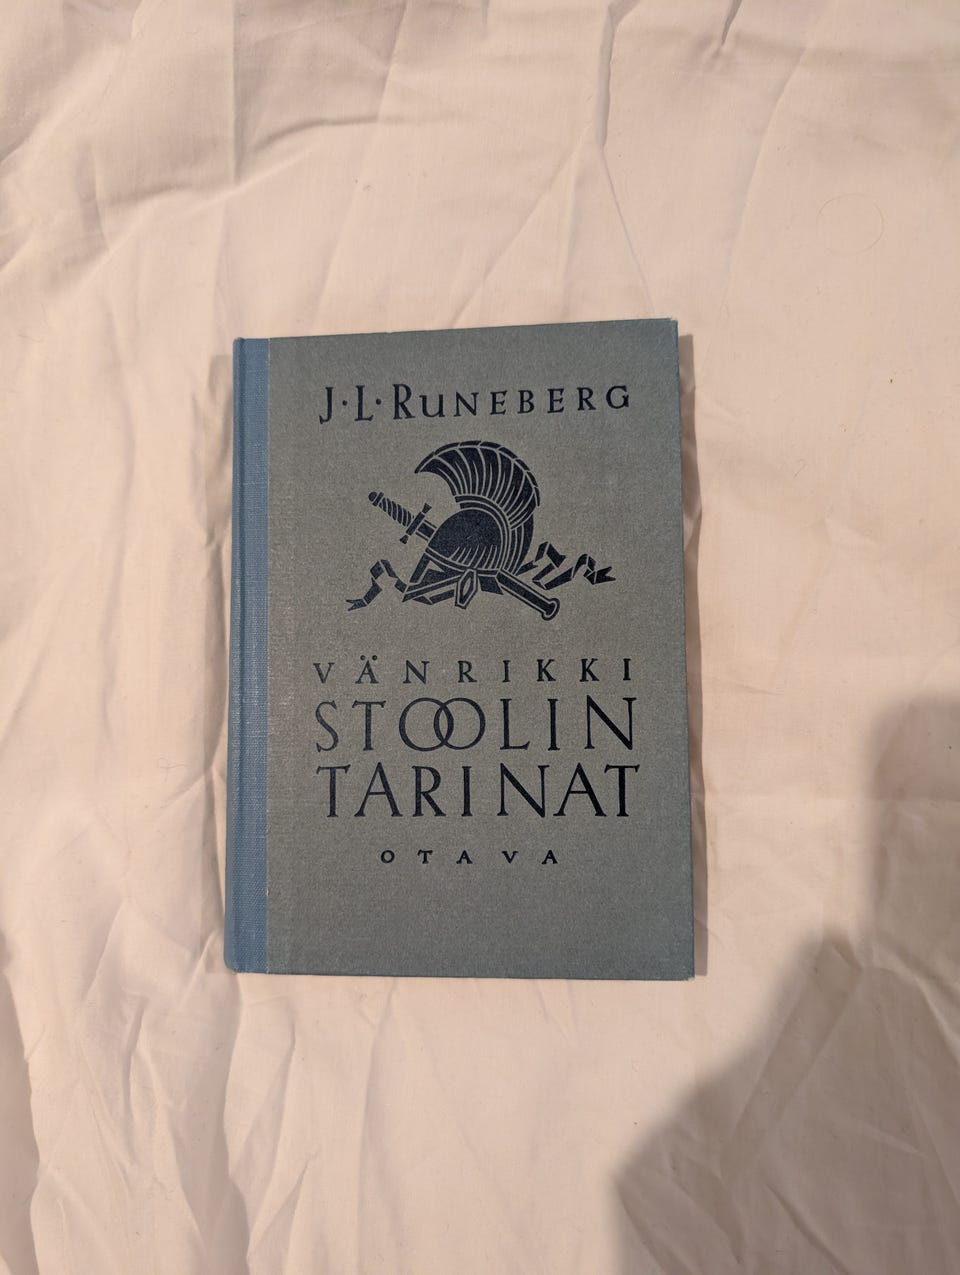 J·L·RUNEBERG
VÄNRIKKI
STOOLIN
TARINAT
OTAVA